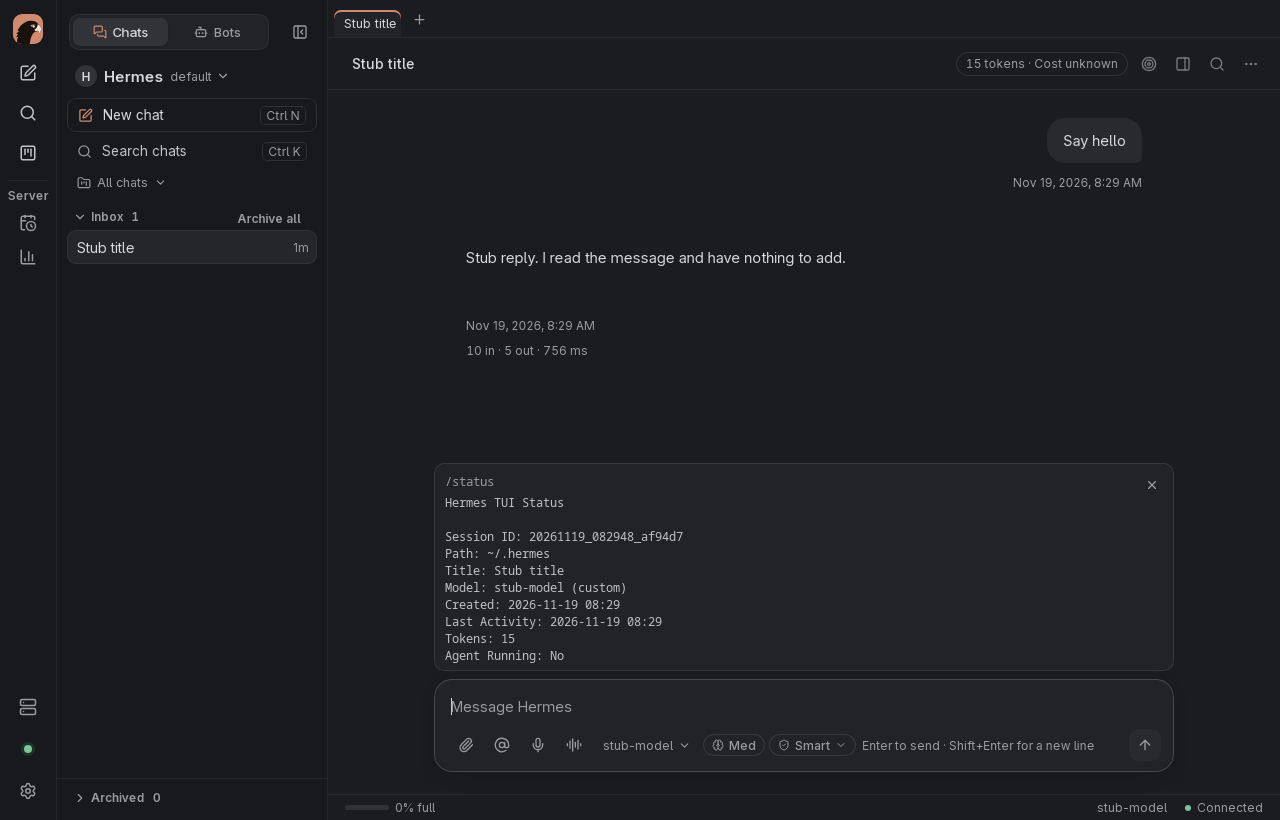 Chats
Bots
Server
H Hermes default
New chat Ctrl N
Search chats Ctrl K
All chats
Inbox 1 Archive all
Stub title 1m
Archived 0
Stub title
Stub title
15 tokens · Cost unknown
Say hello
Nov 19, 2026, 8:29 AM
Stub reply. I read the message and have nothing to add.
Nov 19, 2026, 8:29 AM
10 in · 5 out · 756 ms
/status
Hermes TUI Status
Session ID: 20261119_082948_af94d7
Path: ~/.hermes
Title: Stub title
Model: stub-model (custom)
Created: 2026-11-19 08:29
Last Activity: 2026-11-19 08:29
Tokens: 15
Agent Running: No
Message Hermes
stub-model Med Smart Enter to send · Shift+Enter for a new line
0% full stub-model Connected